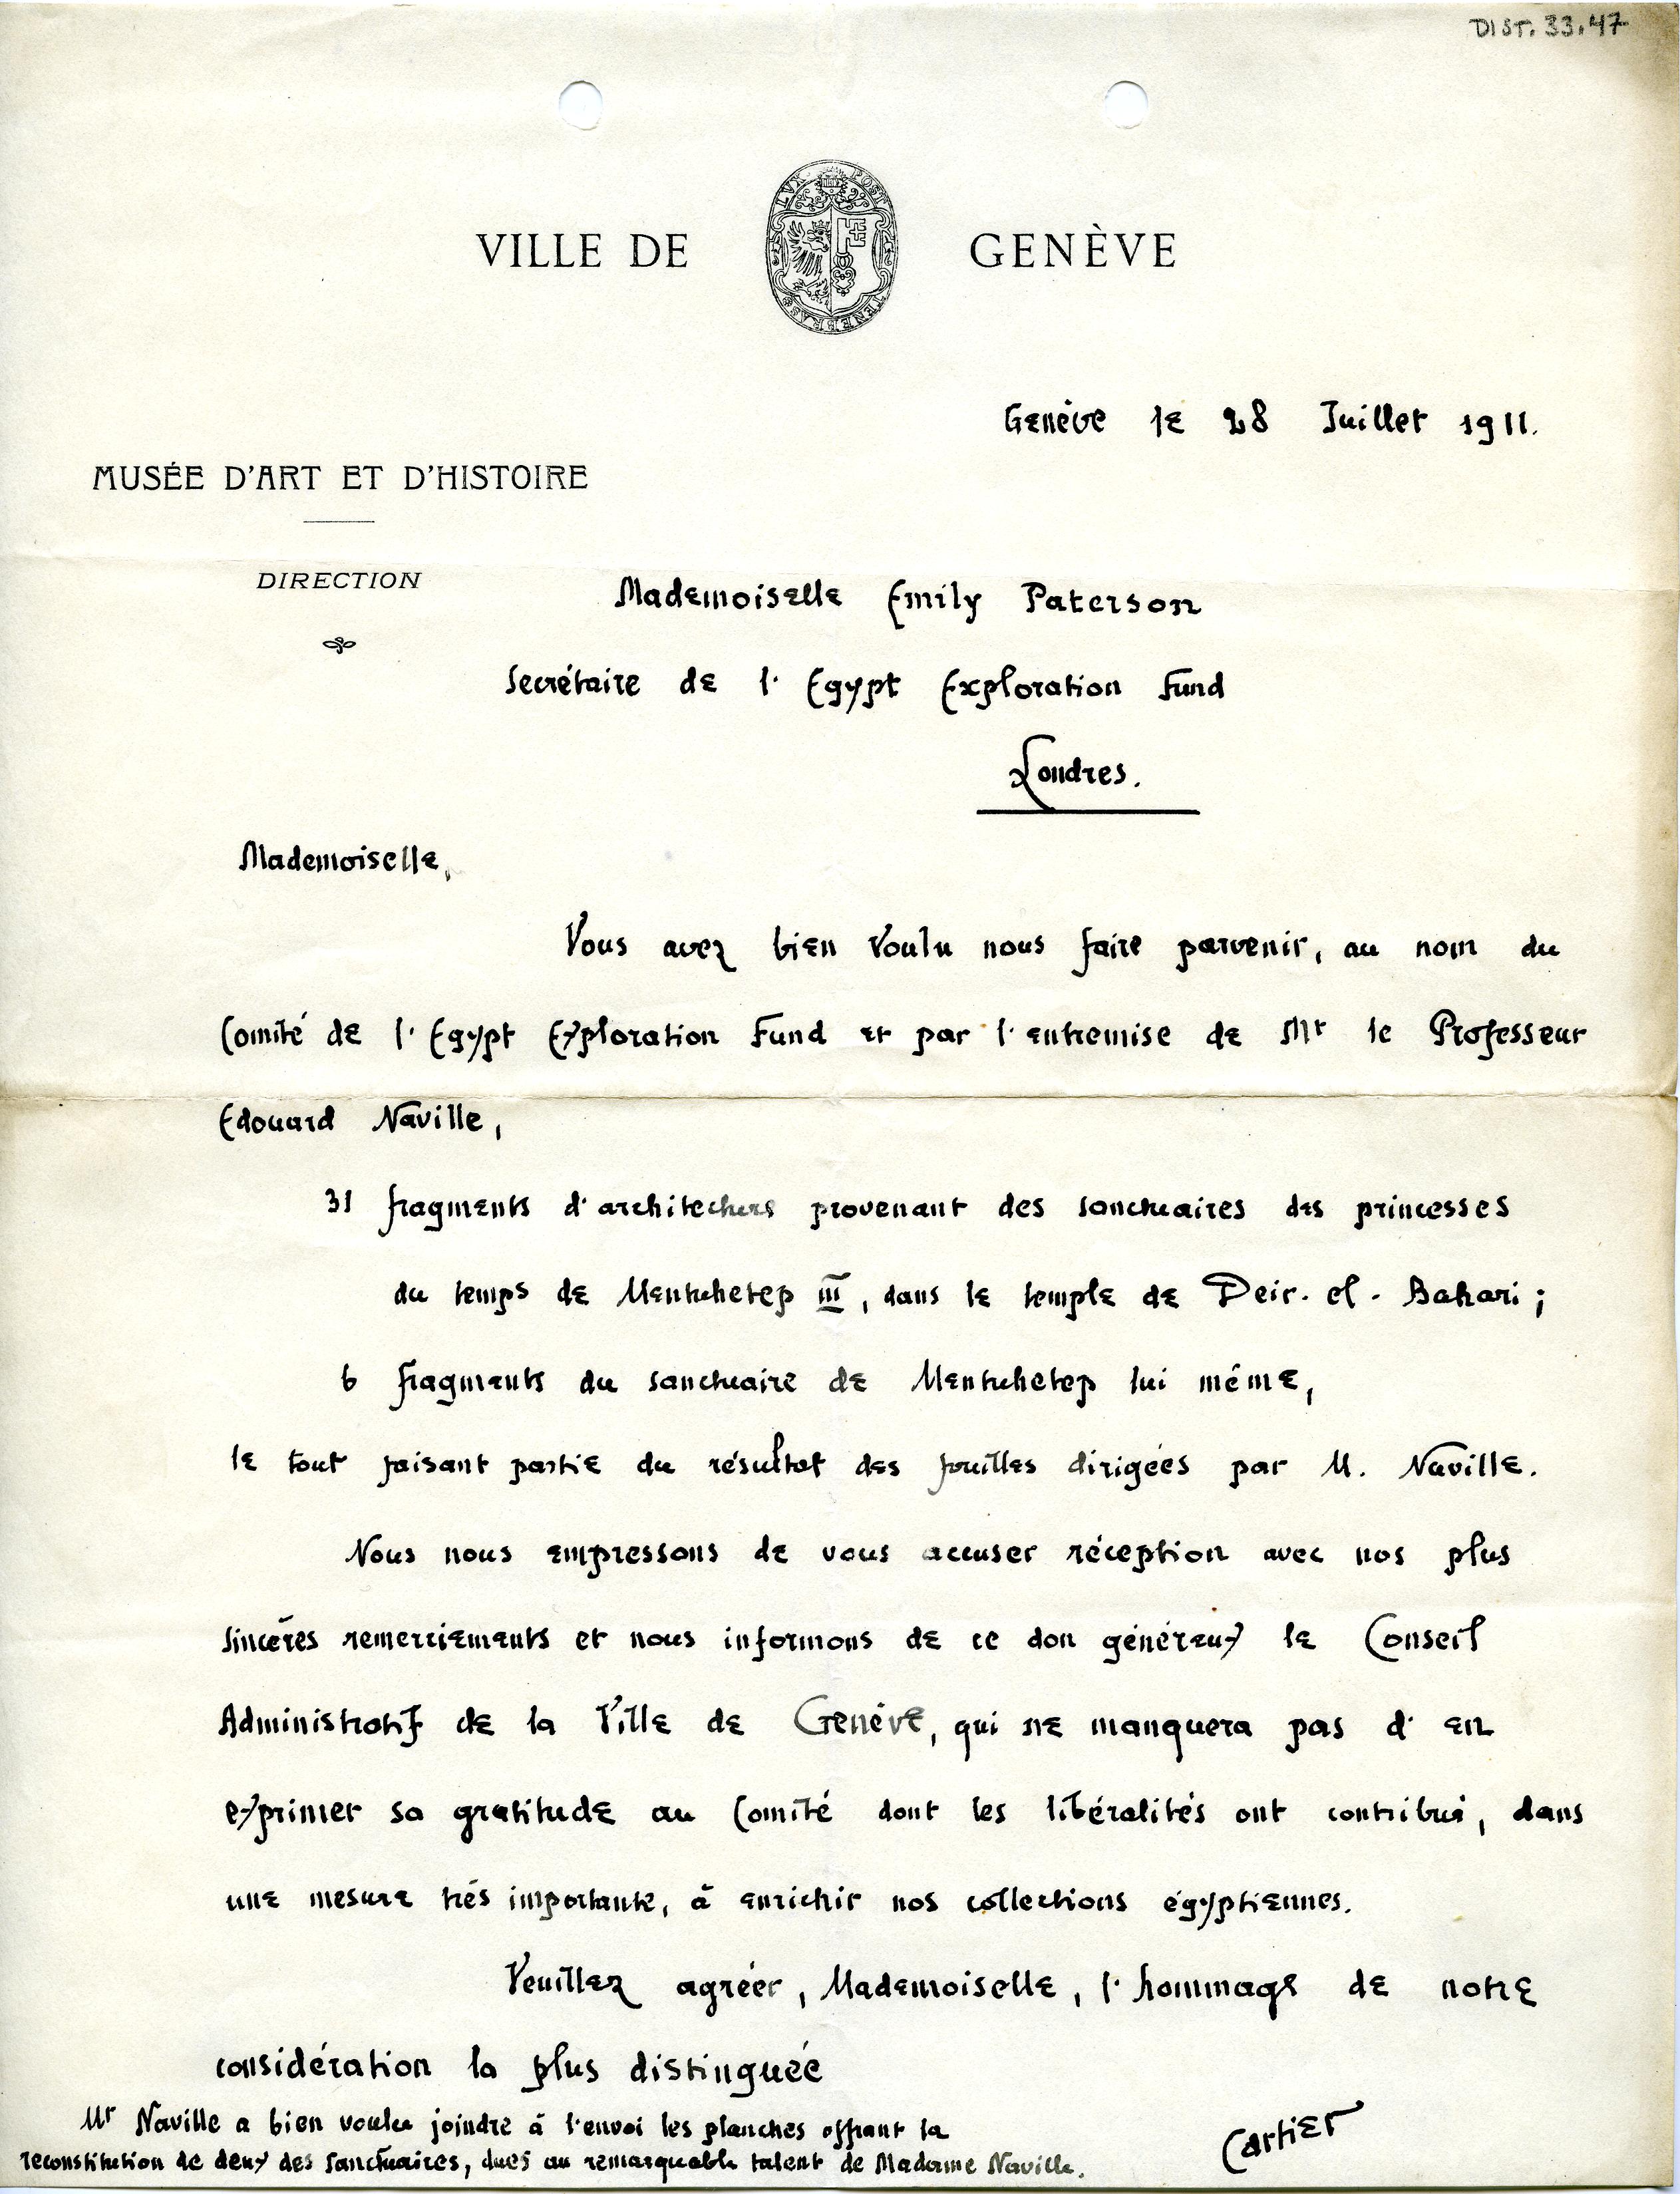 DIST. 33.47
VILLE DE GENÈVE
POST TENEBRAS LVX
Genève le 28 Juillet 1911.
MUSÉE D'ART ET D'HISTOIRE
DIRECTION
Mademoiselle Emily Paterson
Secrétaire de l'Egypt Exploration Fund
Londres.
Mademoiselle,
Vous avez bien voulu nous faire parvenir, au nom du
Comité de l'Egypt Exploration Fund et par l'entremise de Mr le Professeur
Edouard Naville,
31 fragments d'architecture provenant des sanctuaires des princesses
du temps de Mentuhetep III, dans le temple de Deir-el-Bahari;
6 fragments du sanctuaire de Mentuhetep lui même,
le tout faisant partie du résultat des fouilles dirigées par M. Naville.
Nous nous empressons de vous accuser réception avec nos plus
sincères remerciements et nous informons de ce don généreux le Conseil
Administratif de la Ville de Genève, qui ne manquera pas d'en
exprimer sa gratitude au Comité dont les libéralités ont contribué, dans
une mesure très importante, à enrichir nos collections égyptiennes.
Veuillez agréer, Mademoiselle, l'hommage de notre
considération la plus distinguée
Cartier
Mr Naville a bien voulu joindre à l'envoi les planches offrant la
reconstitution de deux des sanctuaires, dues au remarquable talent de Madame Naville.